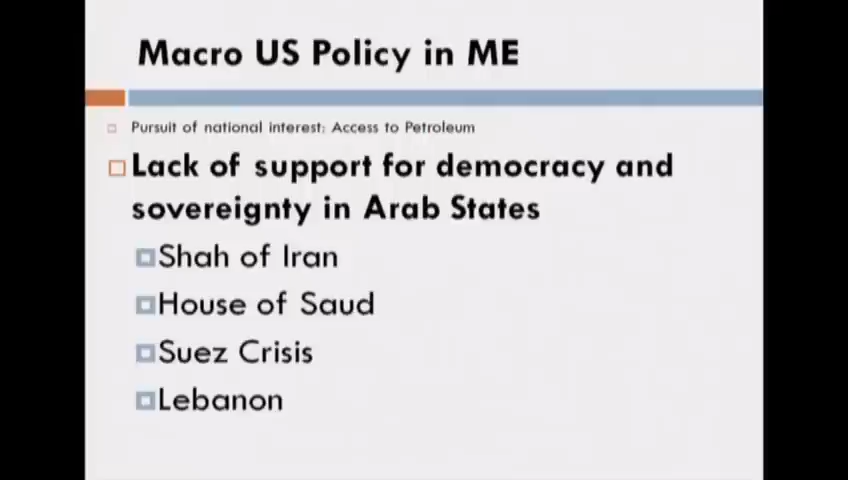 Macro US Policy in ME
Pursuit of national interest: Access to Petroleum
Lack of support for democracy and
sovereignty in Arab States
Shah of Iran
House of Saud
Suez Crisis
Lebanon